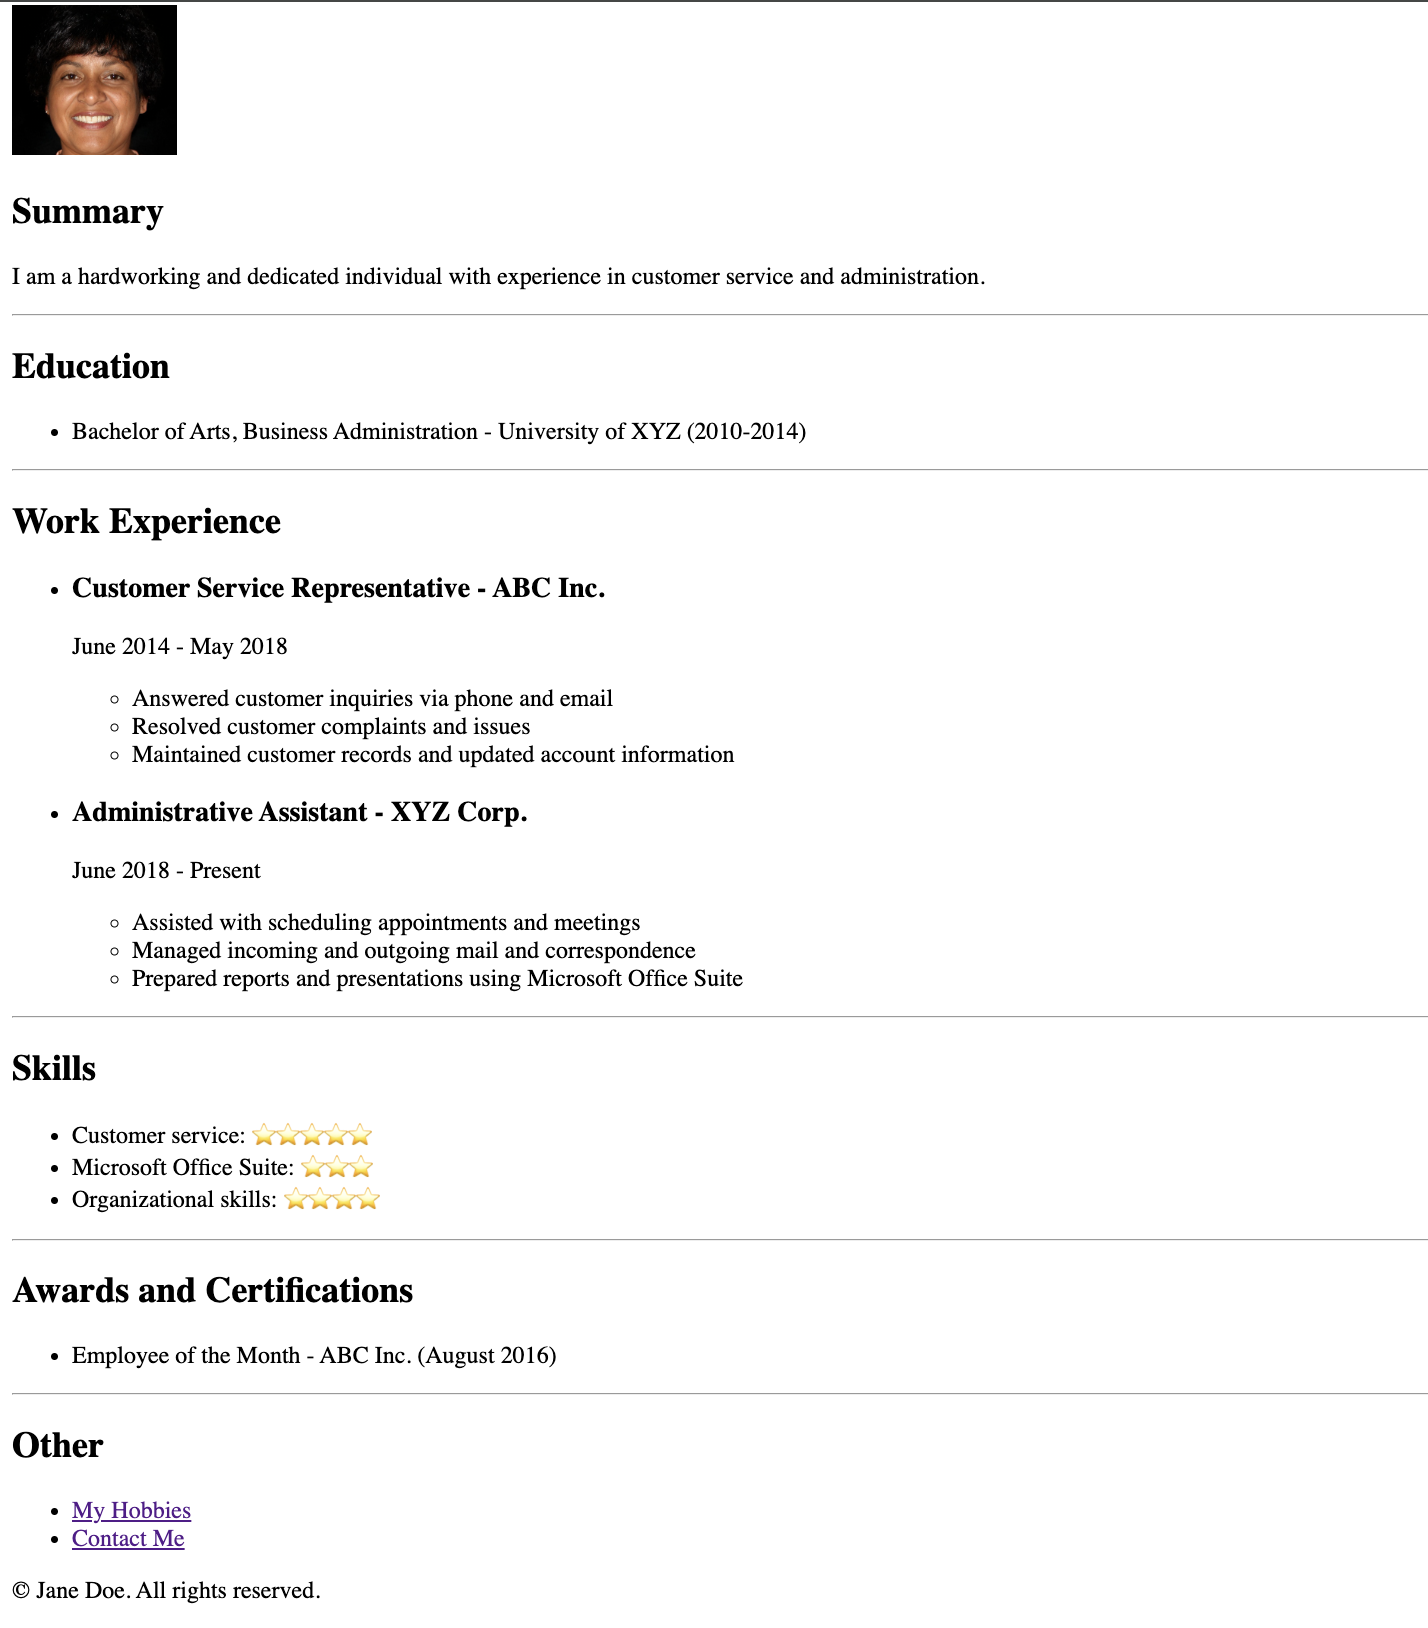 Summary
I am a hardworking and dedicated individual with experience in customer service and administration.
Education
• Bachelor of Arts, Business Administration - University of XYZ (2010-2014)
Work Experience
• Customer Service Representative - ABC Inc.
June 2014 - May 2018
◦ Answered customer inquiries via phone and email
◦ Resolved customer complaints and issues
◦ Maintained customer records and updated account information
• Administrative Assistant - XYZ Corp.
June 2018 - Present
◦ Assisted with scheduling appointments and meetings
◦ Managed incoming and outgoing mail and correspondence
◦ Prepared reports and presentations using Microsoft Office Suite
Skills
• Customer service: ⭐⭐⭐⭐⭐
• Microsoft Office Suite: ⭐⭐⭐
• Organizational skills: ⭐⭐⭐⭐
Awards and Certifications
• Employee of the Month - ABC Inc. (August 2016)
Other
• My Hobbies
• Contact Me
© Jane Doe. All rights reserved.